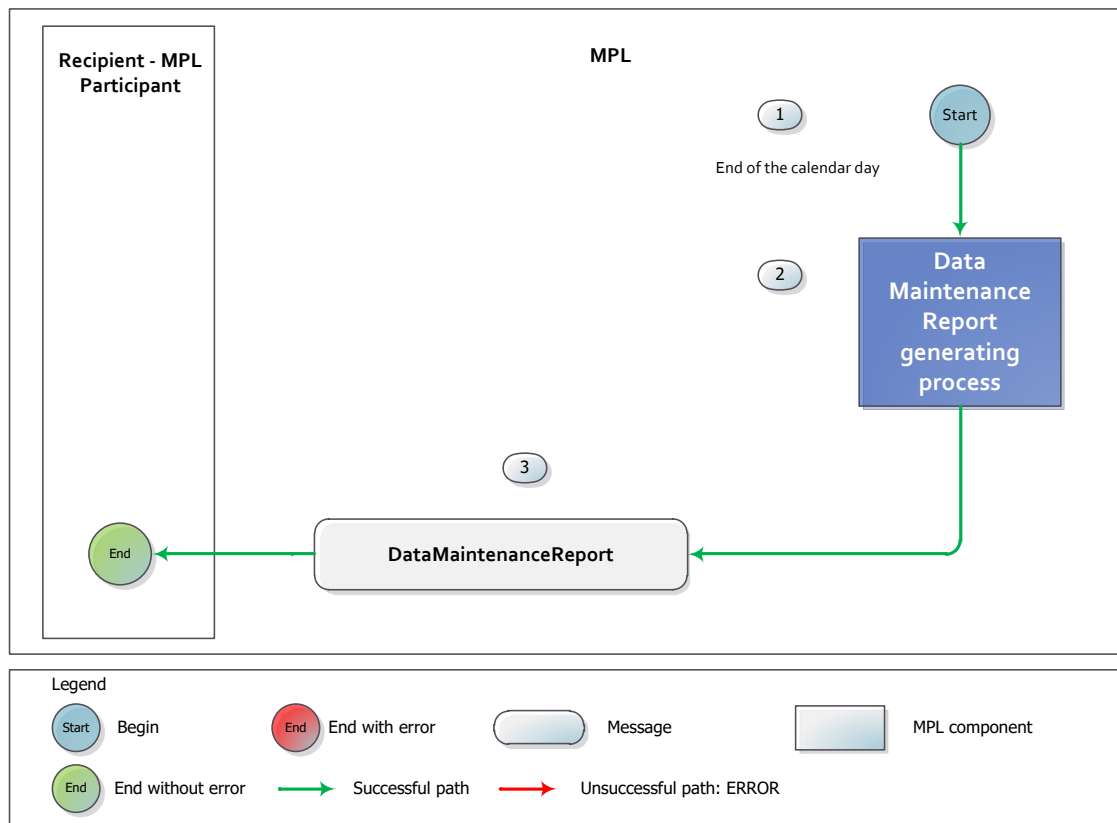 Recipient - MPL
Participant
MPL
1
Start
End of the calendar day
2
Data
Maintenance
Report
generating
process
3
End
DataMaintenanceReport
Legend
Start
Begin
End
End with error
Message
MPL component
End
End without error
Successful path
Unsuccessful path: ERROR